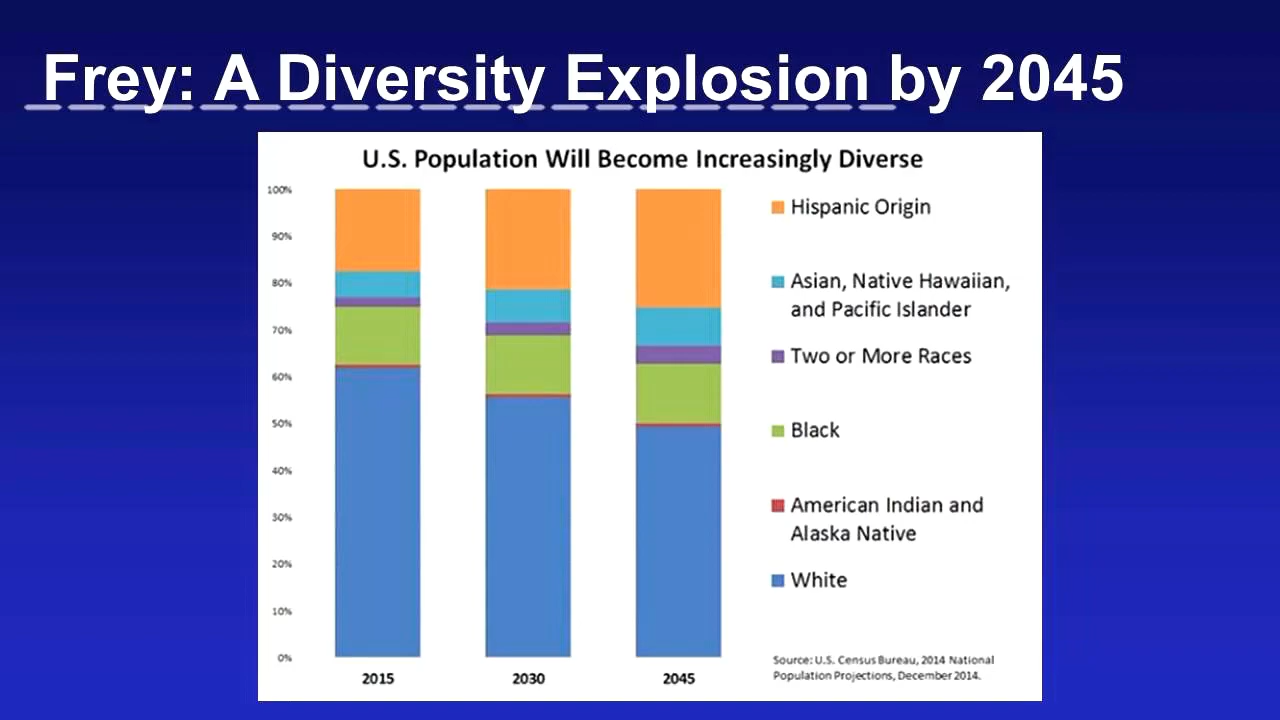 Frey: A Diversity Explosion by 2045
U.S. Population Will Become Increasingly Diverse
100%
90%
80%
70%
60%
50%
40%
30%
20%
10%
0%
2015
2030
2045
Hispanic Origin
Asian, Native Hawaiian,
and Pacific Islander
Two or More Races
Black
American Indian and
Alaska Native
White
Source: U.S. Census Bureau, 2014 National
Population Projections, December 2014.